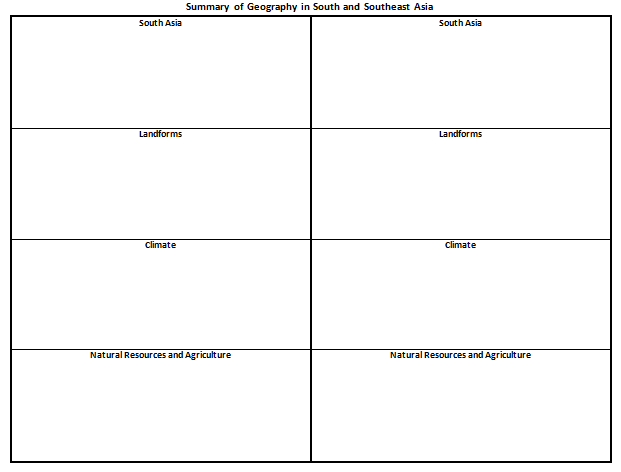 Summary of Geography in South and Southeast Asia
South Asia
South Asia
Landforms
Landforms
Climate
Climate
Natural Resources and Agriculture
Natural Resources and Agriculture